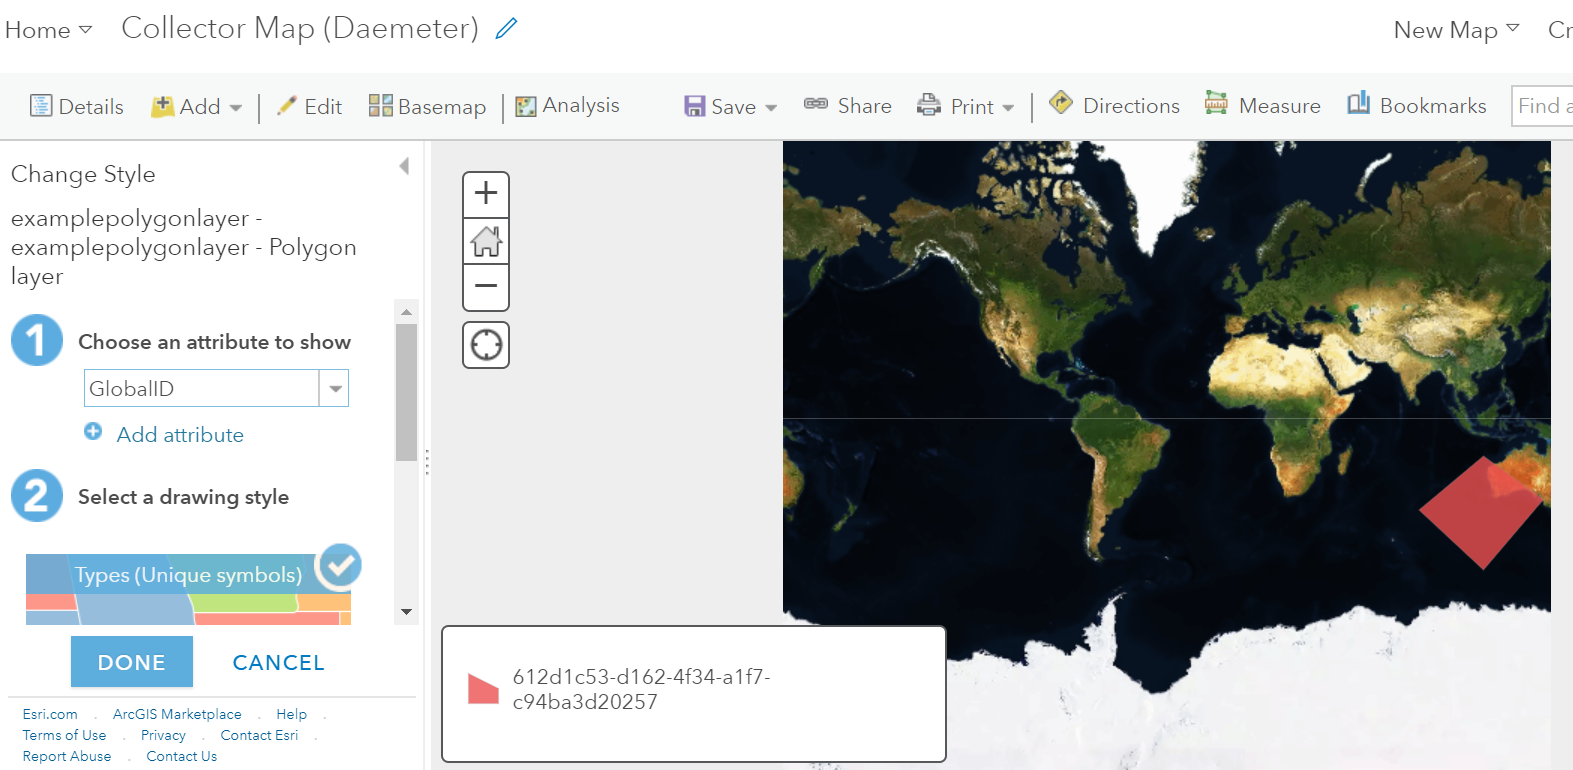 Home Collector Map (Daemeter) New Map Cr
Details Add Edit Basemap Analysis Save Share Print Directions Measure Bookmarks Find a
Change Style
examplepolygonlayer -
examplepolygonlayer - Polygon
layer
1 Choose an attribute to show
GlobalID
Add attribute
2 Select a drawing style
Types (Unique symbols)
DONE CANCEL
Esri.com . ArcGIS Marketplace . Help .
Terms of Use . Privacy . Contact Esri .
Report Abuse . Contact Us
612d1c53-d162-4f34-a1f7-
c94ba3d20257